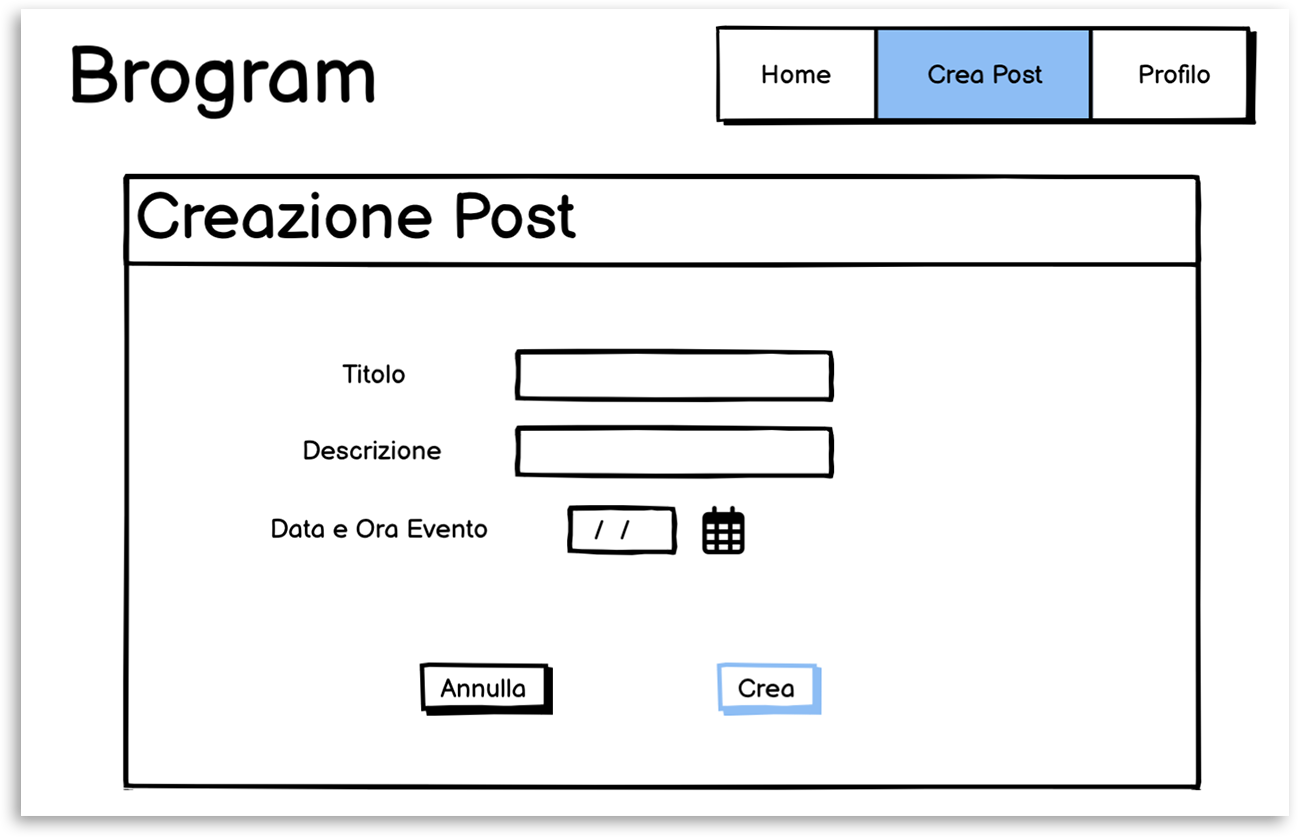 Brogram
Home Crea Post Profilo
Creazione Post
Titolo
Descrizione
Data e Ora Evento / /
Annulla Crea